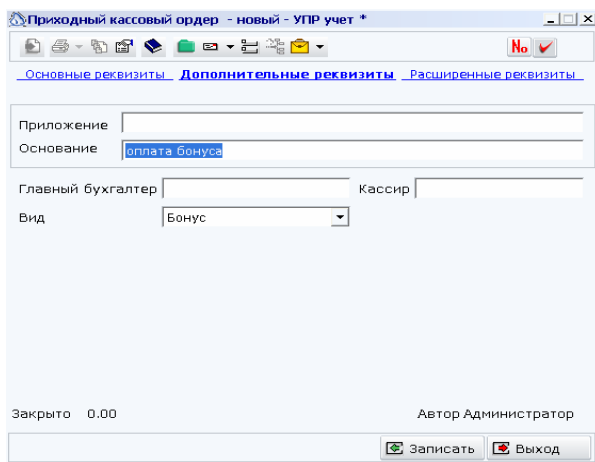 Приходный кассовый ордер - новый - УПР учет *
No
Основные реквизиты Дополнительные реквизиты Расширенные реквизиты
Приложение
Основание оплата бонуса
Главный бухгалтер Кассир
Вид Бонус
Закрыто 0.00 Автор Администратор
Записать Выход